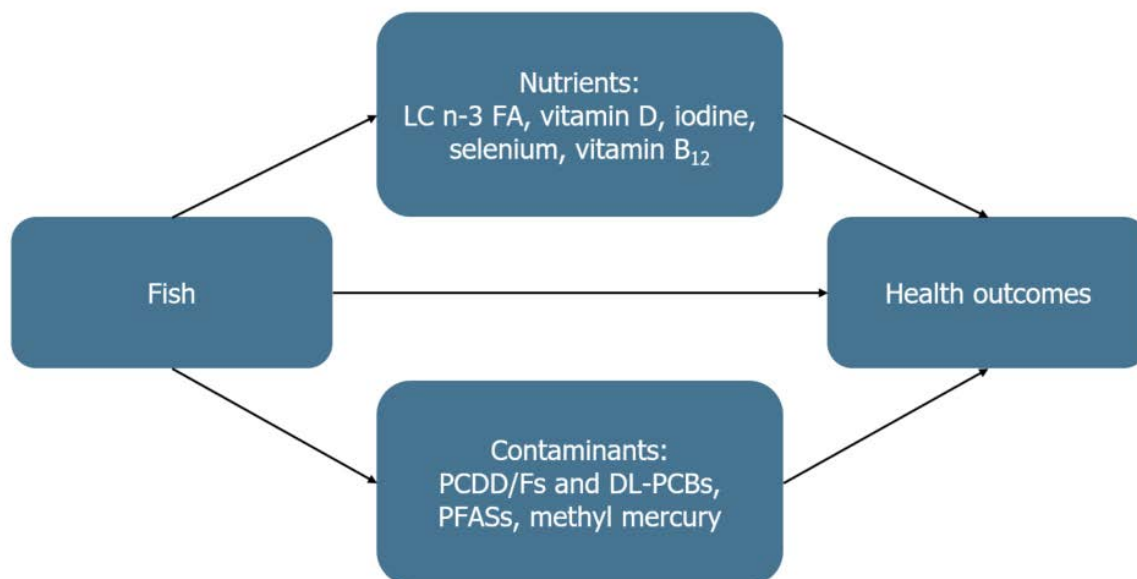 Nutrients:
LC n-3 FA, vitamin D, iodine,
selenium, vitamin B₁₂
Fish
Health outcomes
Contaminants:
PCDD/Fs and DL-PCBs,
PFASs, methyl mercury